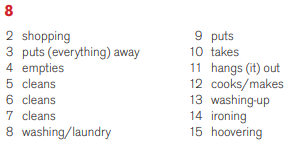 8
2 shopping
3 puts (everything) away
4 empties
5 cleans
6 cleans
7 cleans
8 washing/laundry
9 puts
10 takes
11 hangs (it) out
12 cooks/makes
13 washing-up
14 ironing
15 hoovering